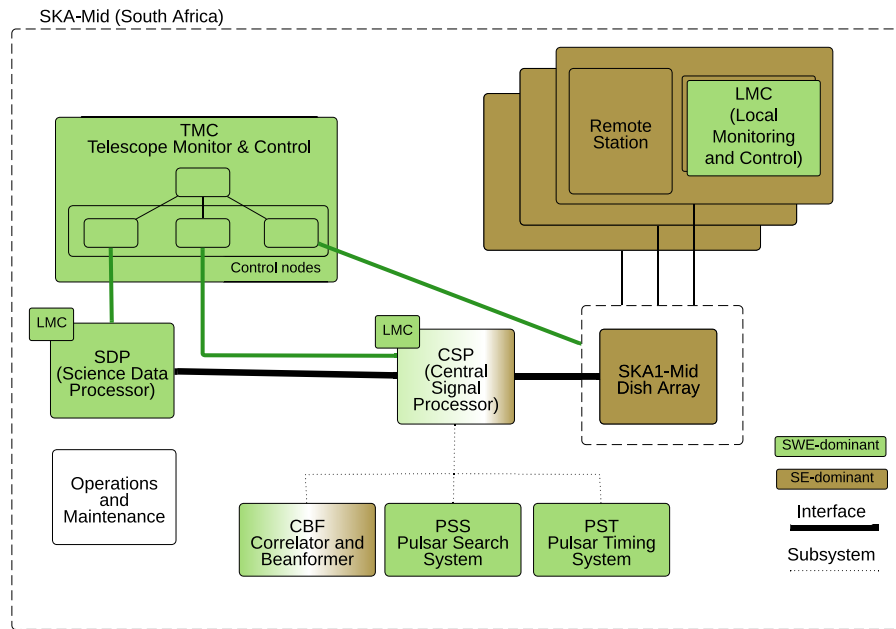 SKA-Mid (South Africa)
TMC
Telescope Monitor & Control
Control nodes
Remote
Station
LMC
(Local
Monitoring
and Control)
LMC
SDP
(Science Data
Processor)
LMC
CSP
(Central
Signal
Processor)
SKA1-Mid
Dish Array
Operations
and
Maintenance
CBF
Correlator and
Beanformer
PSS
Pulsar Search
System
PST
Pulsar Timing
System
SWE-dominant
SE-dominant
Interface
Subsystem